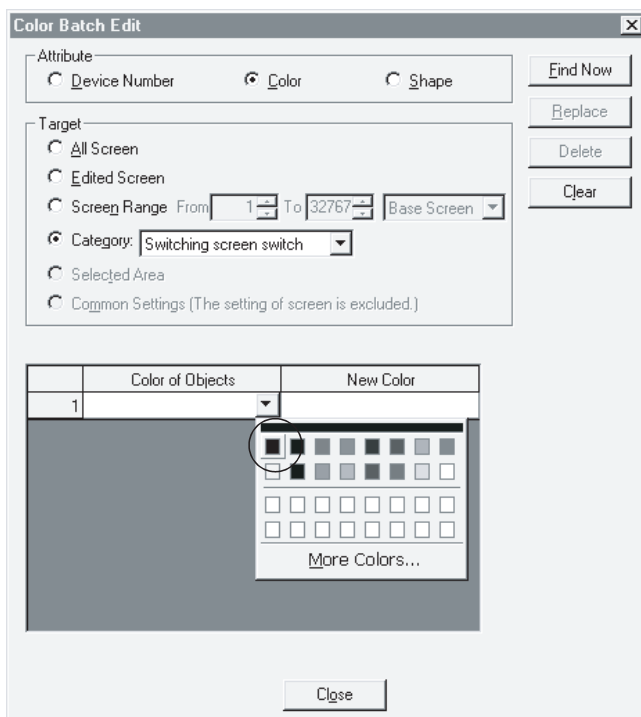 Color Batch Edit
Attribute
Device Number Color Shape
Find Now
Replace
Target
All Screen
Delete
Edited Screen
Clear
Screen Range From 1 To 32767 Base Screen
Category: Switching screen switch
Selected Area
Common Settings (The setting of screen is excluded.)
Color of Objects New Color
1
More Colors...
Close